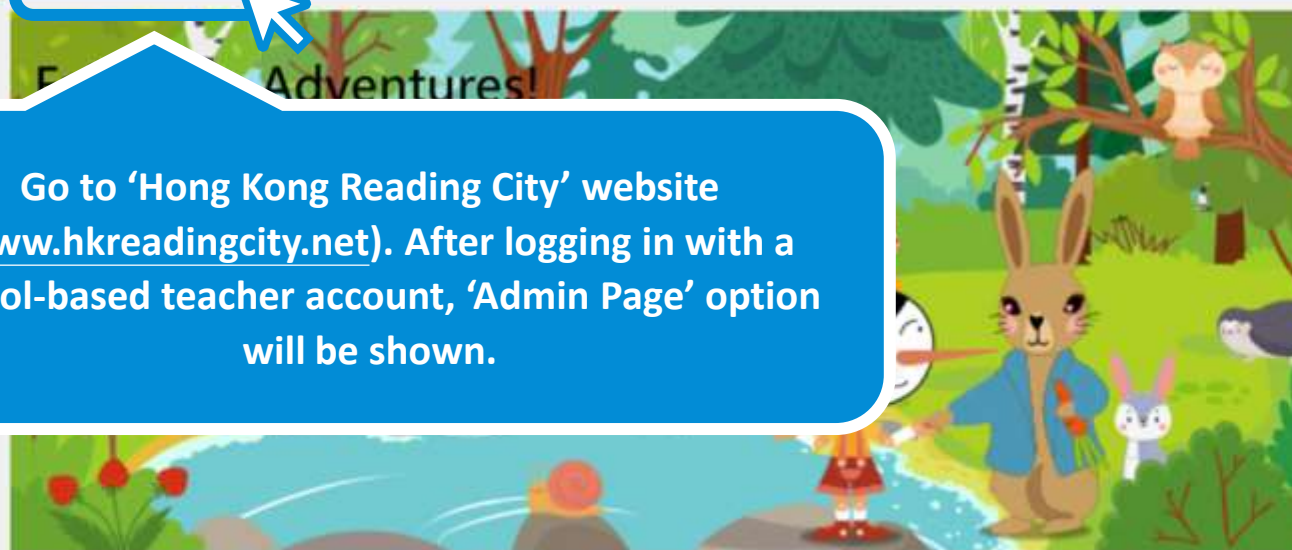 Adventures!
Go to ‘Hong Kong Reading City’ website
ww.hkreadingcity.net). After logging in with a
ol-based teacher account, ‘Admin Page’ option
will be shown.